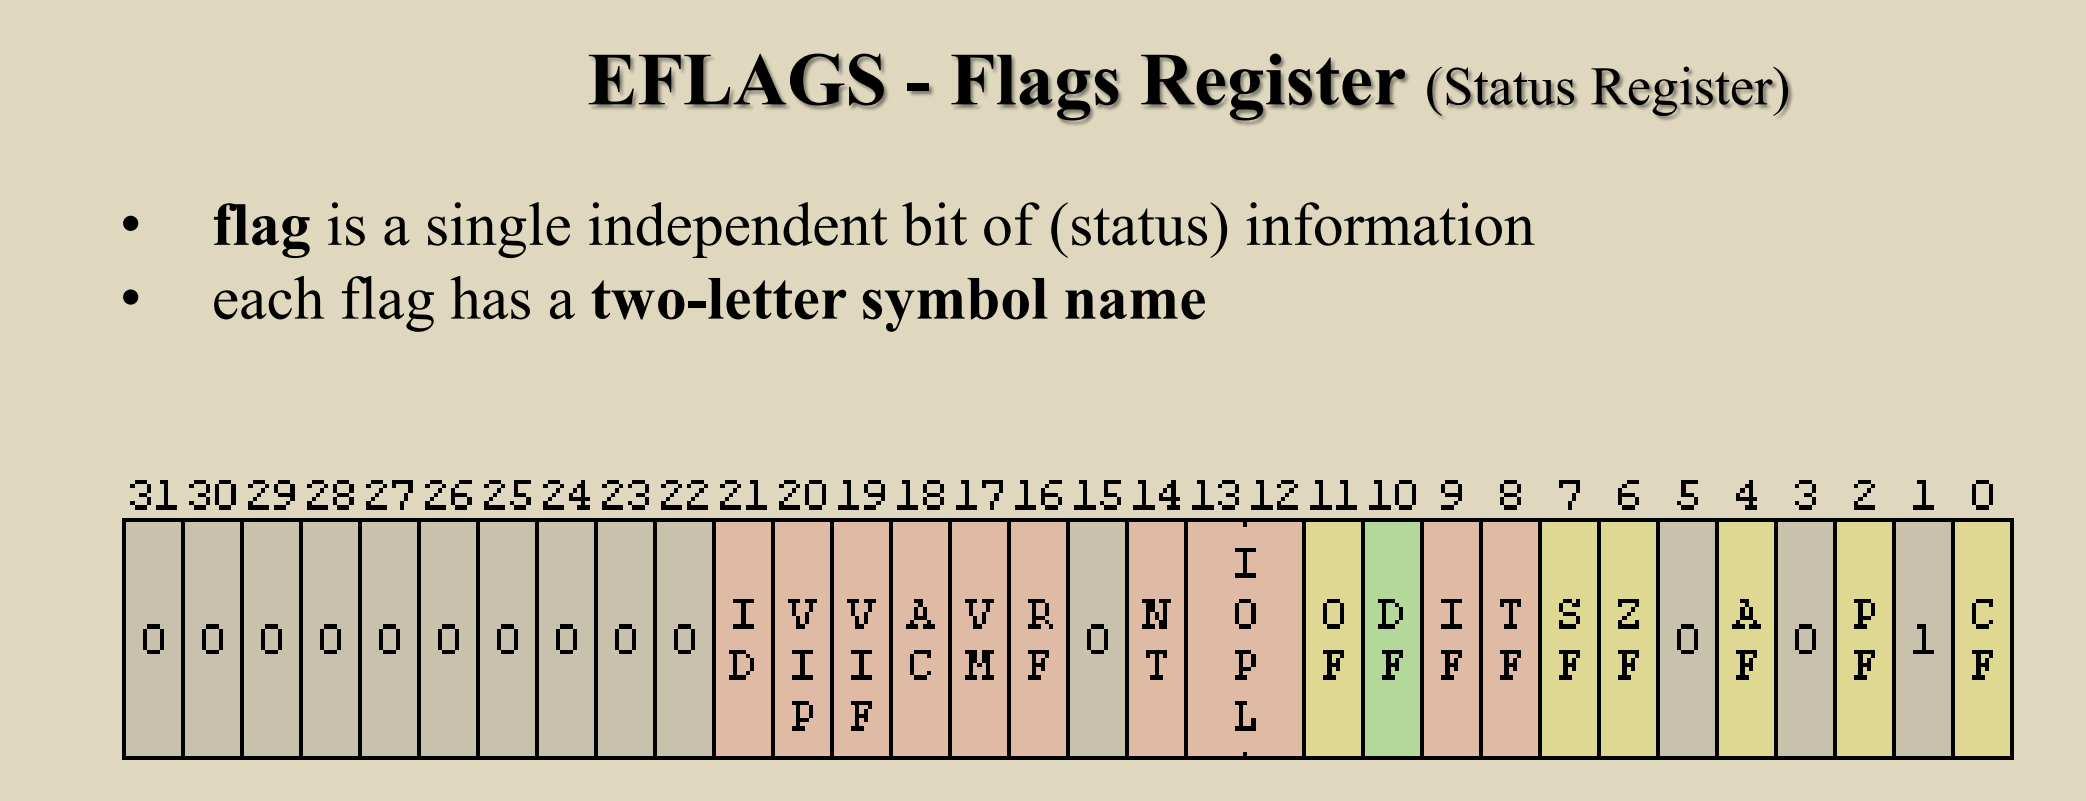 EFLAGS - Flags Register (Status Register)
• flag is a single independent bit of (status) information
• each flag has a two-letter symbol name
31 30 29 28 27 26 25 24 23 22 21 20 19 18 17 16 15 14 13 12 11 10 9 8 7 6 5 4 3 2 1 0
0 0 0 0 0 0 0 0 0 0 ID VIP VIF AC VM RF 0 NT IOPL OF DF IF TF SF ZF 0 AF 0 PF 1 CF